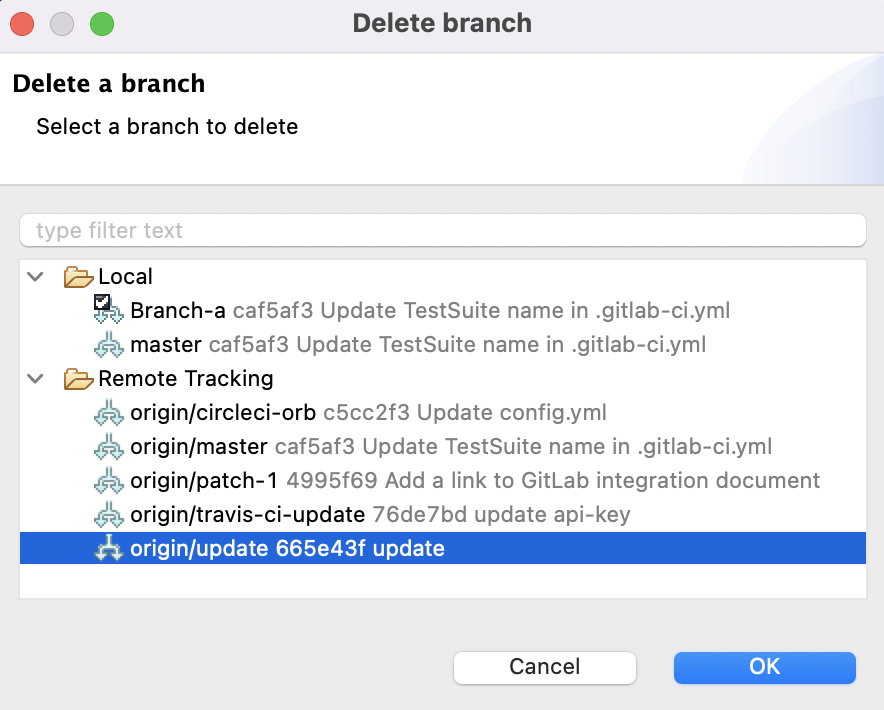 Delete branch
Delete a branch
Select a branch to delete
type filter text
Local
Branch-a caf5af3 Update TestSuite name in .gitlab-ci.yml
master caf5af3 Update TestSuite name in .gitlab-ci.yml
Remote Tracking
origin/circleci-orb c5cc2f3 Update config.yml
origin/master caf5af3 Update TestSuite name in .gitlab-ci.yml
origin/patch-1 4995f69 Add a link to GitLab integration document
origin/travis-ci-update 76de7bd update api-key
origin/update 665e43f update
Cancel OK